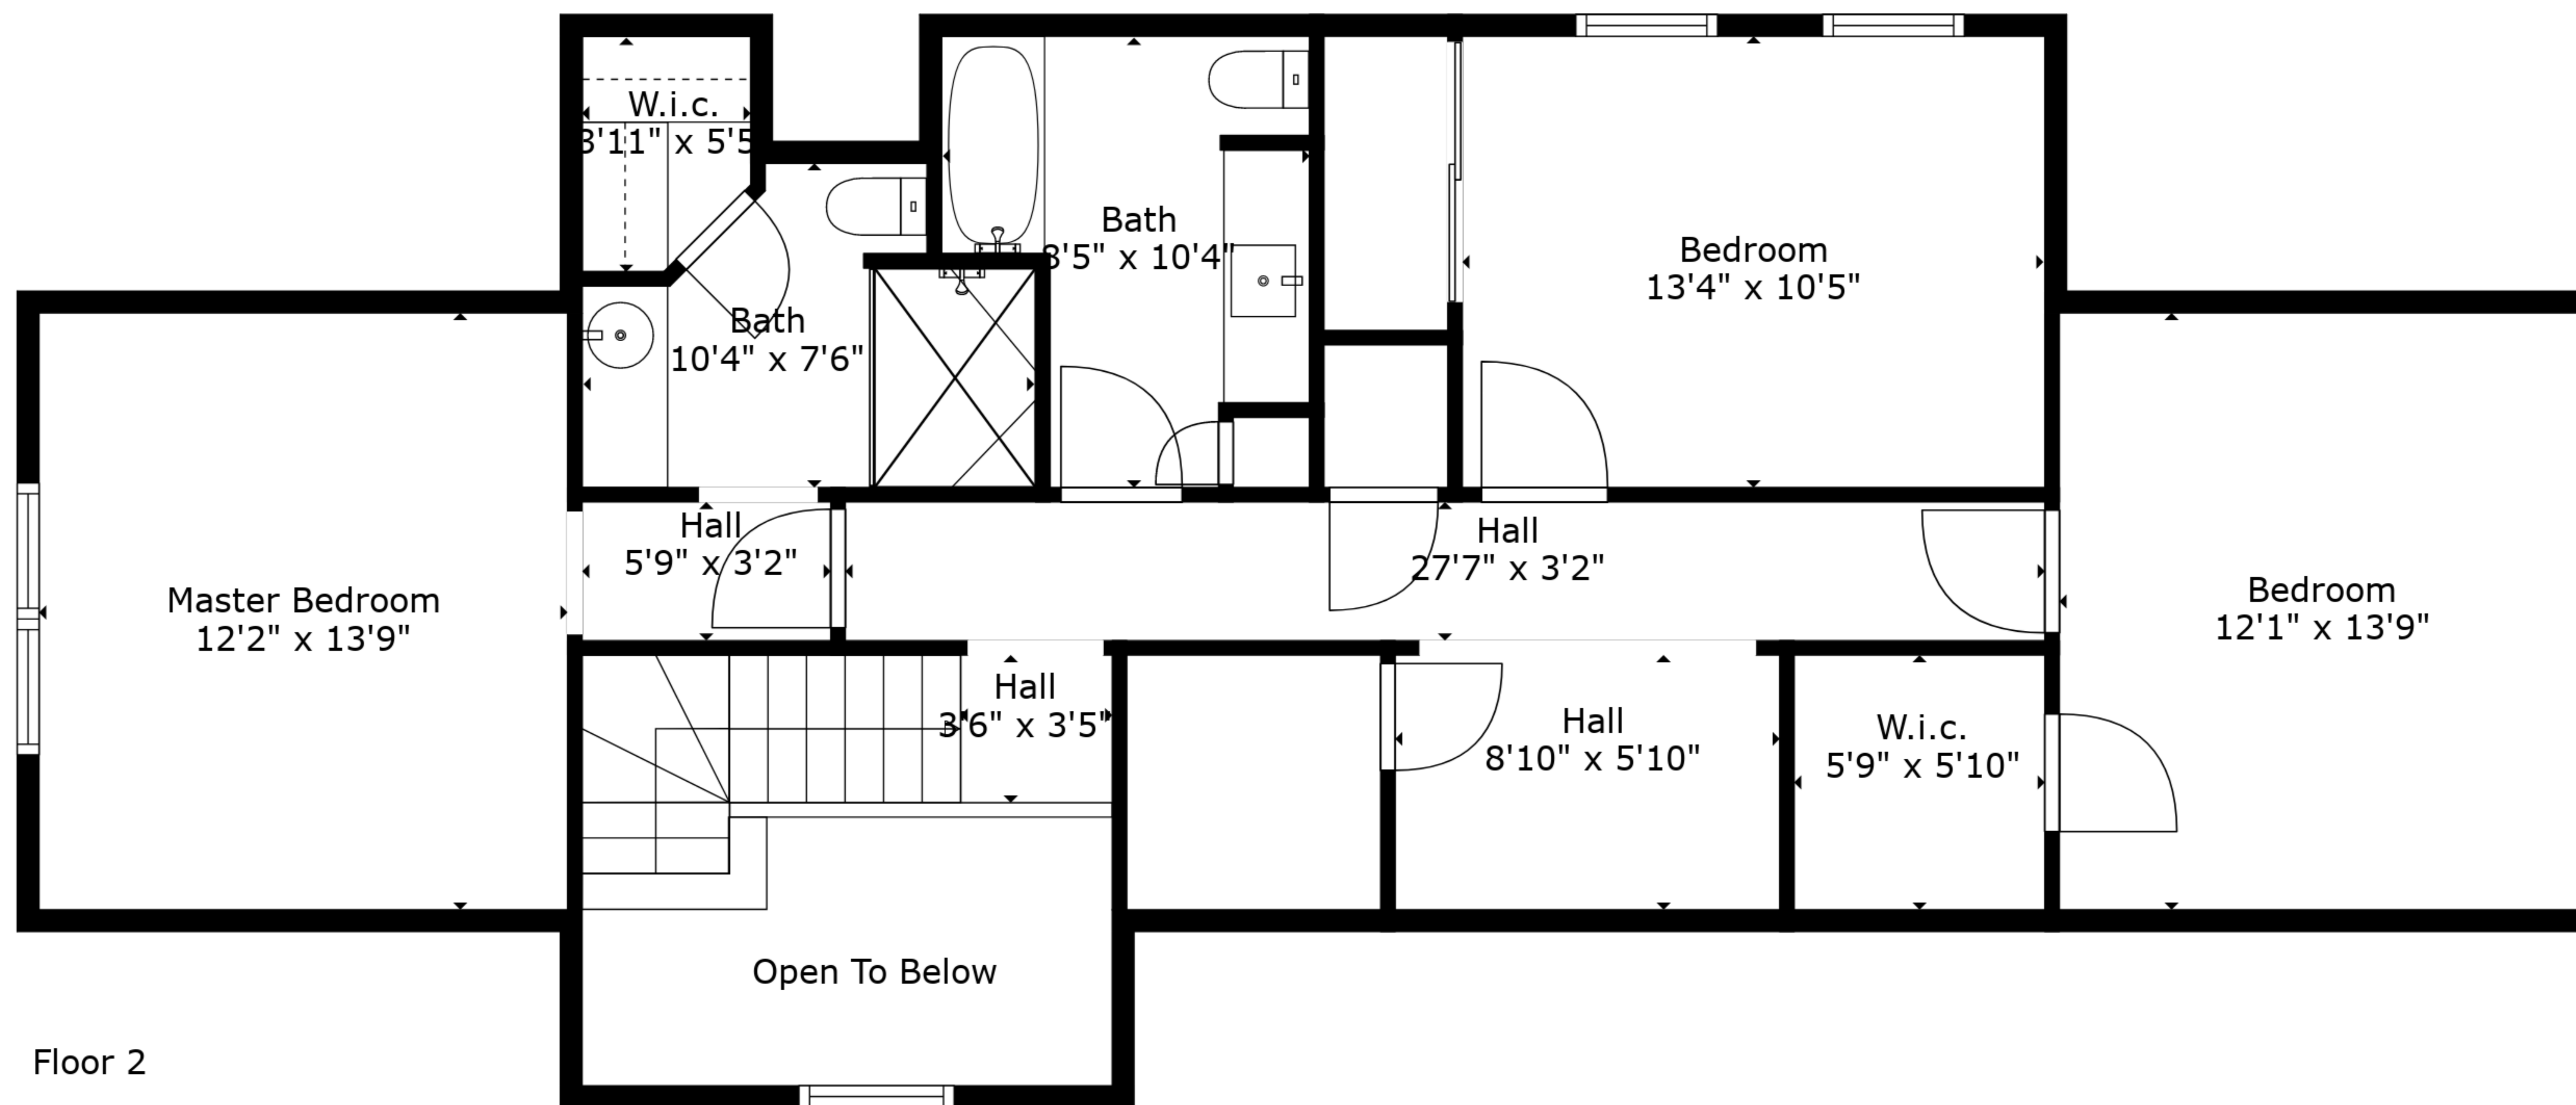 W.i.c.
3'11" x 5'5
Bath
8'5" x 10'4"
Bedroom
13'4" x 10'5"
Bath
10'4" x 7'6"
Hall
5'9" x 3'2"
Hall
27'7" x 3'2"
Master Bedroom
12'2" x 13'9"
Bedroom
12'1" x 13'9"
Hall
3'6" x 3'5"
Hall
8'10" x 5'10"
W.i.c.
5'9" x 5'10"
Open To Below
Floor 2